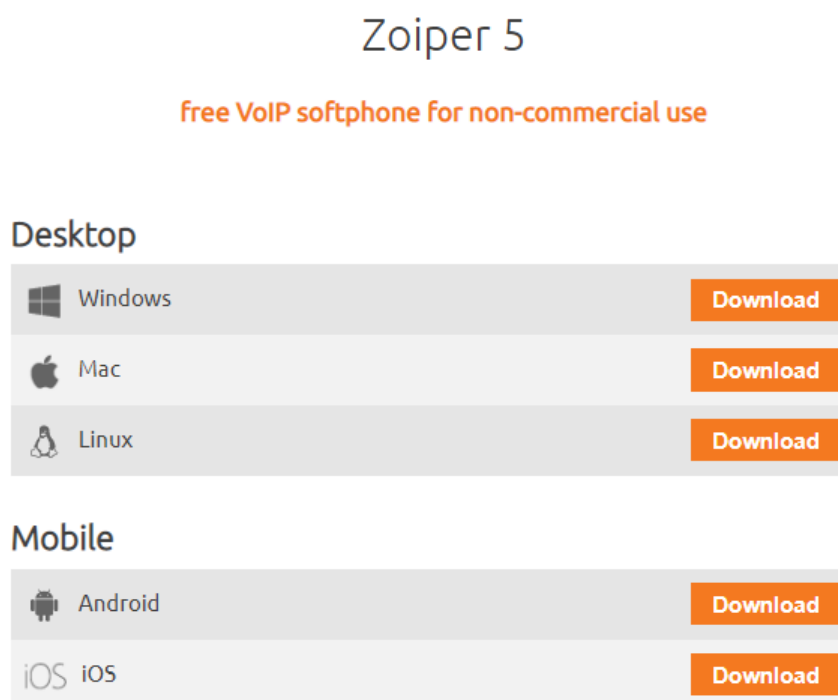 Zoiper 5
free VoIP softphone for non-commercial use
Desktop
Windows Download
Mac Download
Linux Download
Mobile
Android Download
iOS iOS Download